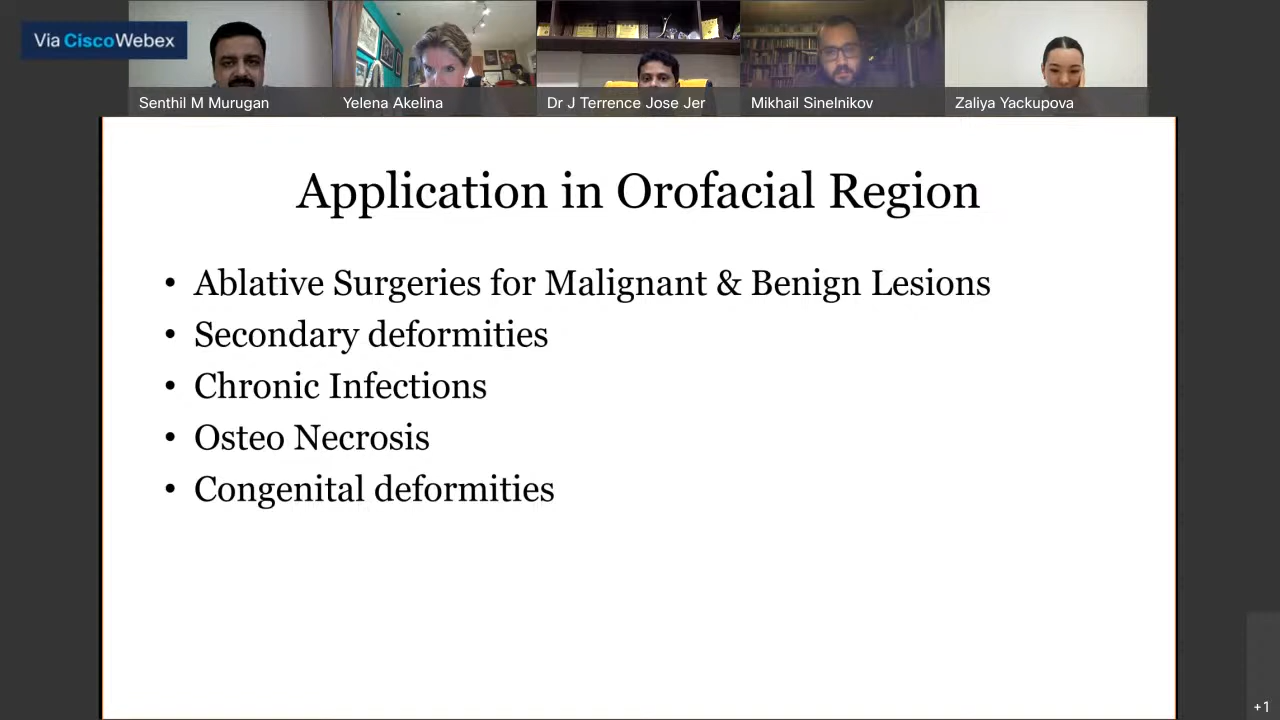 Via CiscoWebex
Senthil M Murugan
Yelena Akelina
Dr J Terrence Jose Jer
Mikhail Sinelnikov
Zaliya Yackupova
Application in Orofacial Region
• Ablative Surgeries for Malignant & Benign Lesions
• Secondary deformities
• Chronic Infections
• Osteo Necrosis
• Congenital deformities
+1